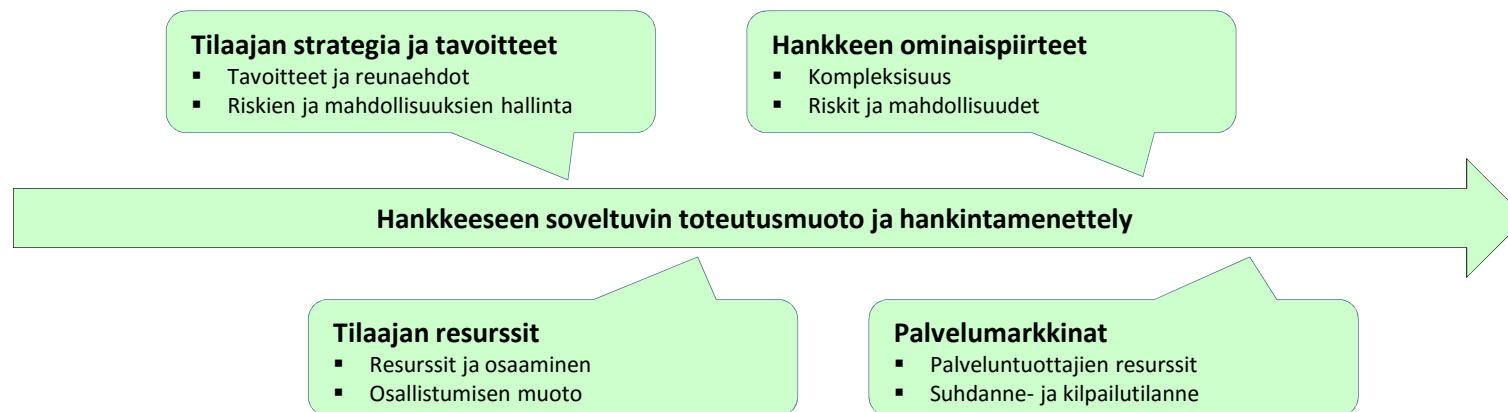 Tilaajan strategia ja tavoitteet
▪ Tavoitteet ja reunaehdot
▪ Riskien ja mahdollisuuksien hallinta
Hankkeen ominaispiirteet
▪ Kompleksisuus
▪ Riskit ja mahdollisuudet
Hankkeeseen soveltuvin toteutusmuoto ja hankintamenettely
Tilaajan resurssit
▪ Resurssit ja osaaminen
▪ Osallistumisen muoto
Palvelumarkkinat
▪ Palveluntuottajien resurssit
▪ Suhdanne- ja kilpailutilanne